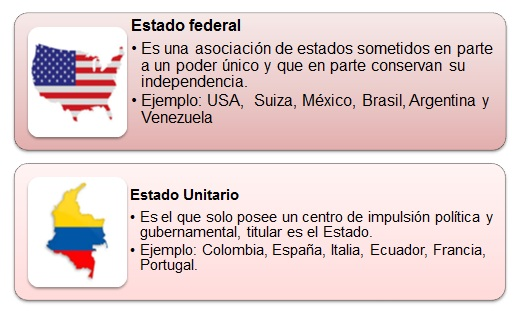 Estado federal
• Es una asociación de estados sometidos en parte
a un poder único y que en parte conservan su
independencia.
• Ejemplo: USA, Suiza, México, Brasil, Argentina y
Venezuela
Estado Unitario
• Es el que solo posee un centro de impulsión política y
gubernamental, titular es el Estado.
• Ejemplo: Colombia, España, Italia, Ecuador, Francia,
Portugal.